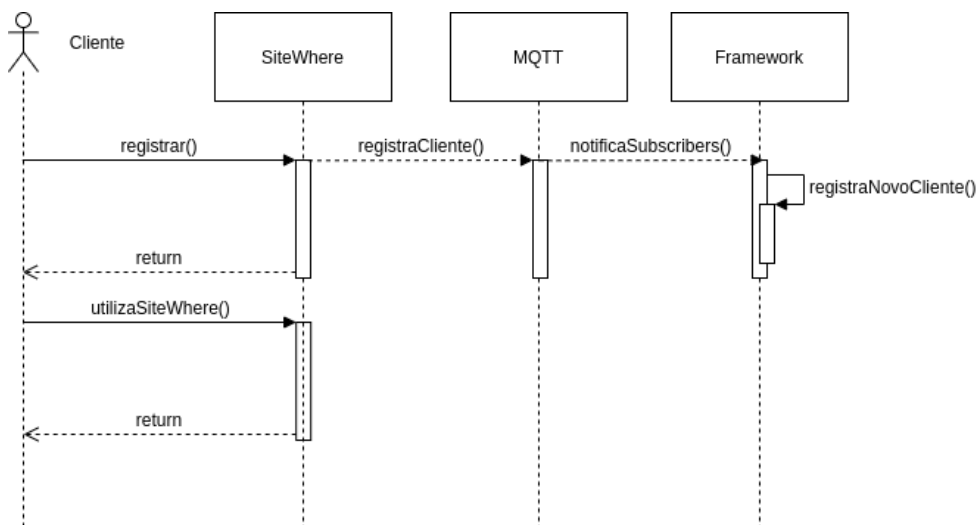 Cliente
SiteWhere
MQTT
Framework
registrar()
registraCliente()
notificaSubscribers()
registraNovoCliente()
return
utilizaSiteWhere()
return